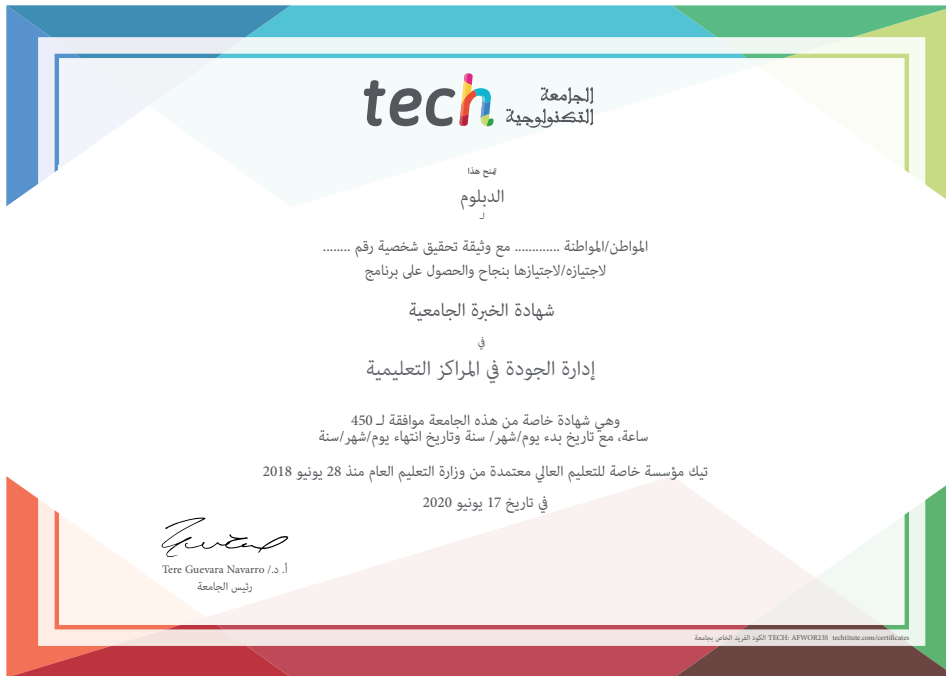 tech الجامعة
التكنولوجية
يمنح هذا
الدبلوم
لـ
المواطن/المواطنة ............. مع وثيقة تحقيق شخصية رقم ........
لاجتيازه/لاجتيازها بنجاح والحصول على برنامج
شهادة الخبرة الجامعية
في
إدارة الجودة في المراكز التعليمية
وهي شهادة خاصة من هذه الجامعة موافقة لـ 450
ساعة، مع تاريخ بدء يوم/شهر/ سنة وتاريخ انتهاء يوم/شهر/سنة
تيك مؤسسة خاصة للتعليم العالي معتمدة من وزارة التعليم العام منذ 28 يونيو 2018
في تاريخ 17 يونيو 2020
أ. د./ Tere Guevara Navarro
رئيس الجامعة
الكود الفريد الخاص بجامعة TECH: AFWOR235 techtitute.com/certificates